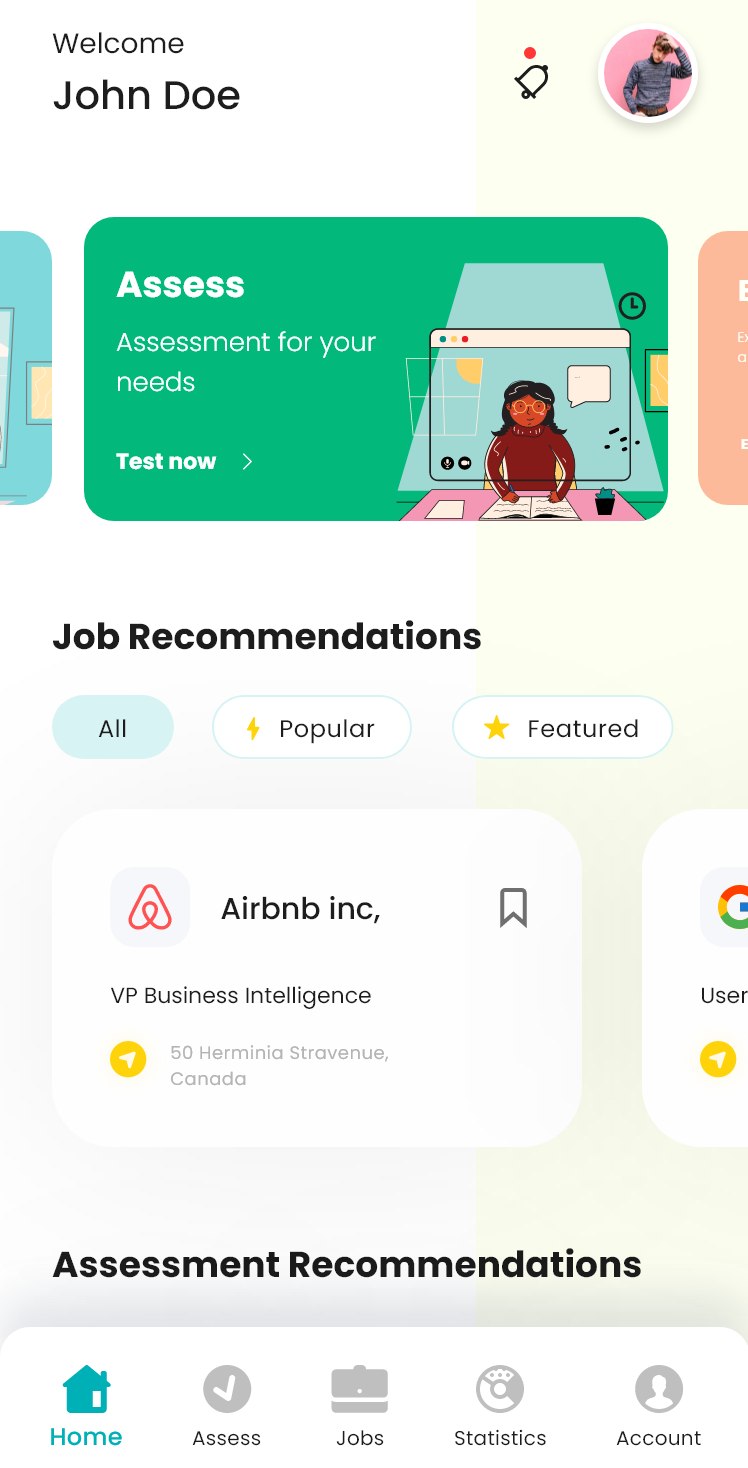 Welcome
John Doe
Assess
Assessment for your
needs
Test now
Job Recommendations
All
Popular
Featured
Airbnb inc,
VP Business Intelligence
50 Herminia Stravenue,
Canada
User
Assessment Recommendations
Home
Assess
Jobs
Statistics
Account